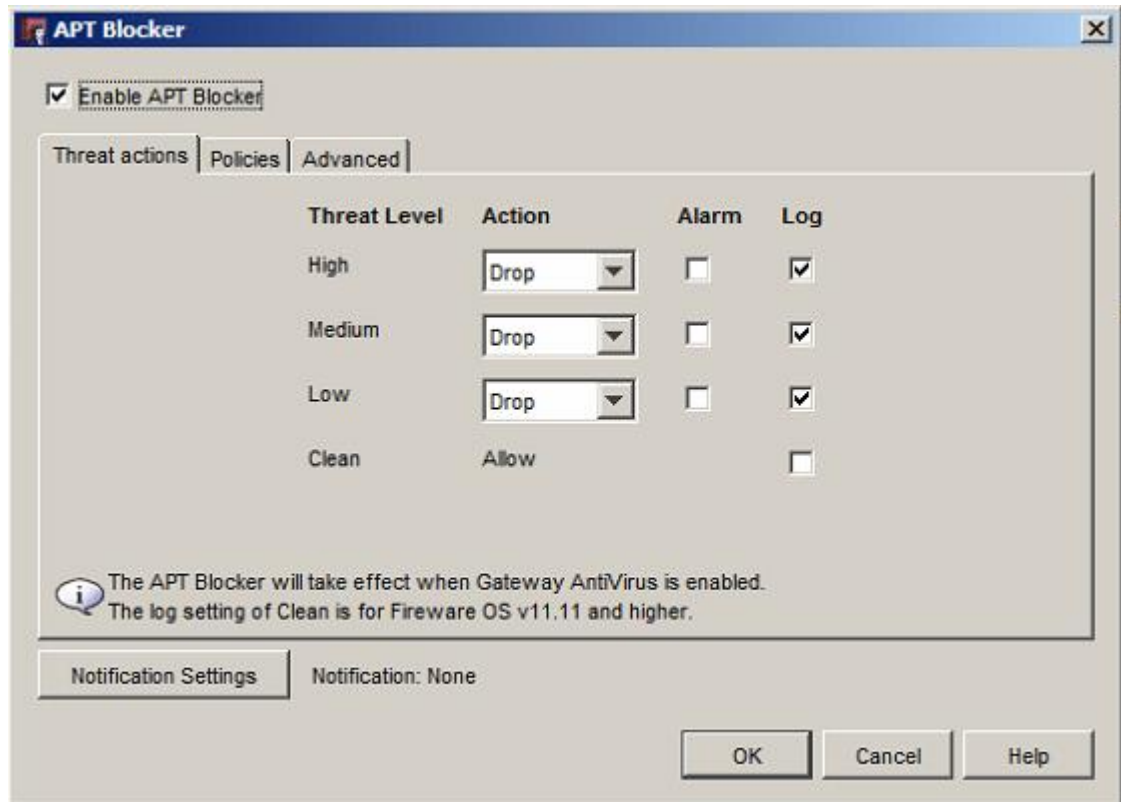 APT Blocker
Enable APT Blocker
Threat actions Policies Advanced
Threat Level Action Alarm Log
High Drop
Medium Drop
Low Drop
Clean Allow
The APT Blocker will take effect when Gateway AntiVirus is enabled.
The log setting of Clean is for Fireware OS v11.11 and higher.
Notification Settings Notification: None
OK Cancel Help